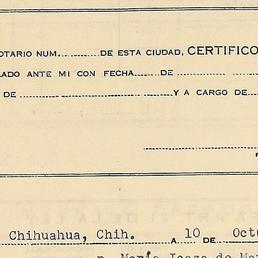 OTARIO NUM..........DE ESTA CIUDAD, CERTIFICO
LADO ANTE MI CON FECHA..........DE
DE ..............................Y A CARGO DE
Chihuahua, Chih. A 10 DE Octu
María